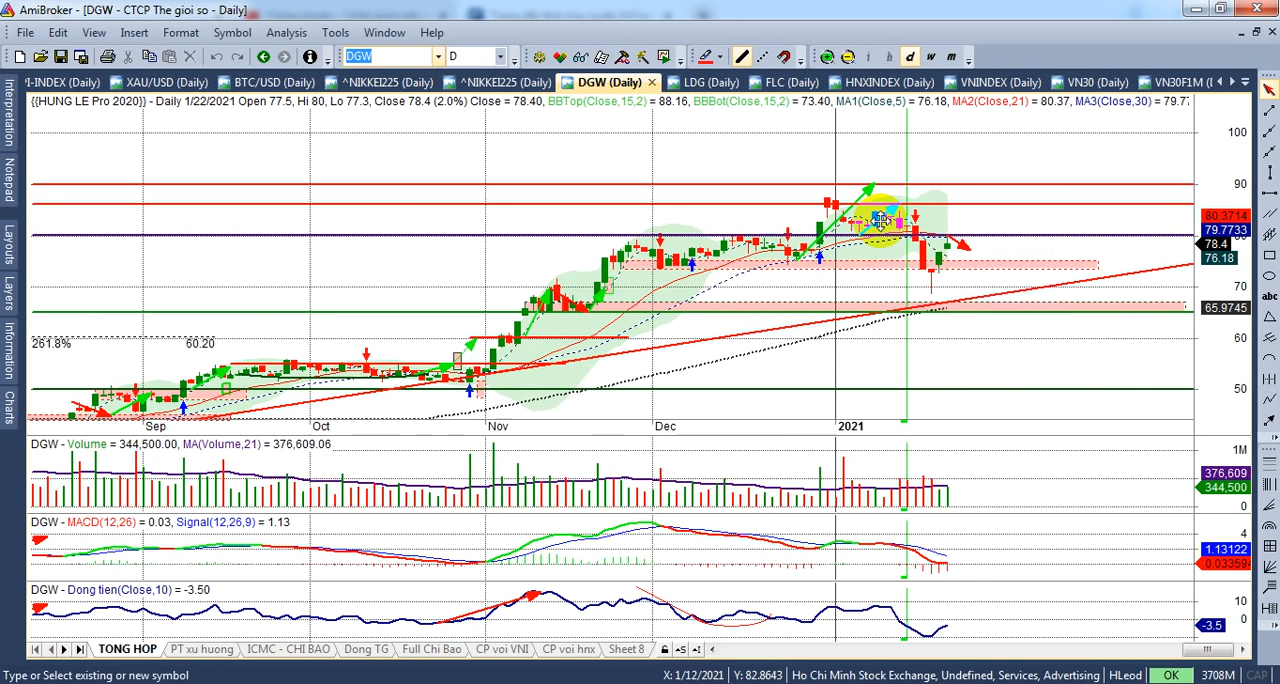 AmiBroker - [DGW - CTCP The gioi so - Daily]
File Edit View Insert Format Symbol Analysis Tools Window Help
DGW D i h d w m
I-INDEX (Daily) XAU/USD (Daily) BTC/USD (Daily) ^NIKKEI225 (Daily) ^NIKKEI225 (Daily) DGW (Daily) LDG (Daily) FLC (Daily) HNXINDEX (Daily) VNINDEX (Daily) VN30 (Daily) VN30F1M (I
{{HUNG LE Pro 2020}} - Daily 1/22/2021 Open 77.5, Hi 80, Lo 77.3, Close 78.4 (2.0%) Close = 78.40, BBTop(Close,15,2) = 88.16, BBBot(Close,15,2) = 73.40, MA1(Close,5) = 76.18, MA2(Close,21) = 80.37, MA3(Close,30) = 79.77
Interpretation
Notepad
Layouts
Layers
Information
Charts
abc
100
90
80.3714
79.7733
78.4
76.18
70
65.9745
60
50
261.8% 60.20
Sep Oct Nov Dec 2021
DGW - Volume = 344,500.00, MA(Volume,21) = 376,609.06
1M
376,609
344,500
0
DGW - MACD(12,26) = 0.03, Signal(12,26,9) = 1.13
4
1.13122
0.033359
DGW - Dong tien(Close,10) = -3.50
10
0
-3.5
TONG HOP PT xu huong ICMC - CHI BAO Dong TG Full Chi Bao CP voi VNI CP voi hnx Sheet 8
Type or Select existing or new symbol X: 1/12/2021 Y: 82.8643 Ho Chi Minh Stock Exchange, Undefined, Services, Advertising HLeod OK 3708M CAP